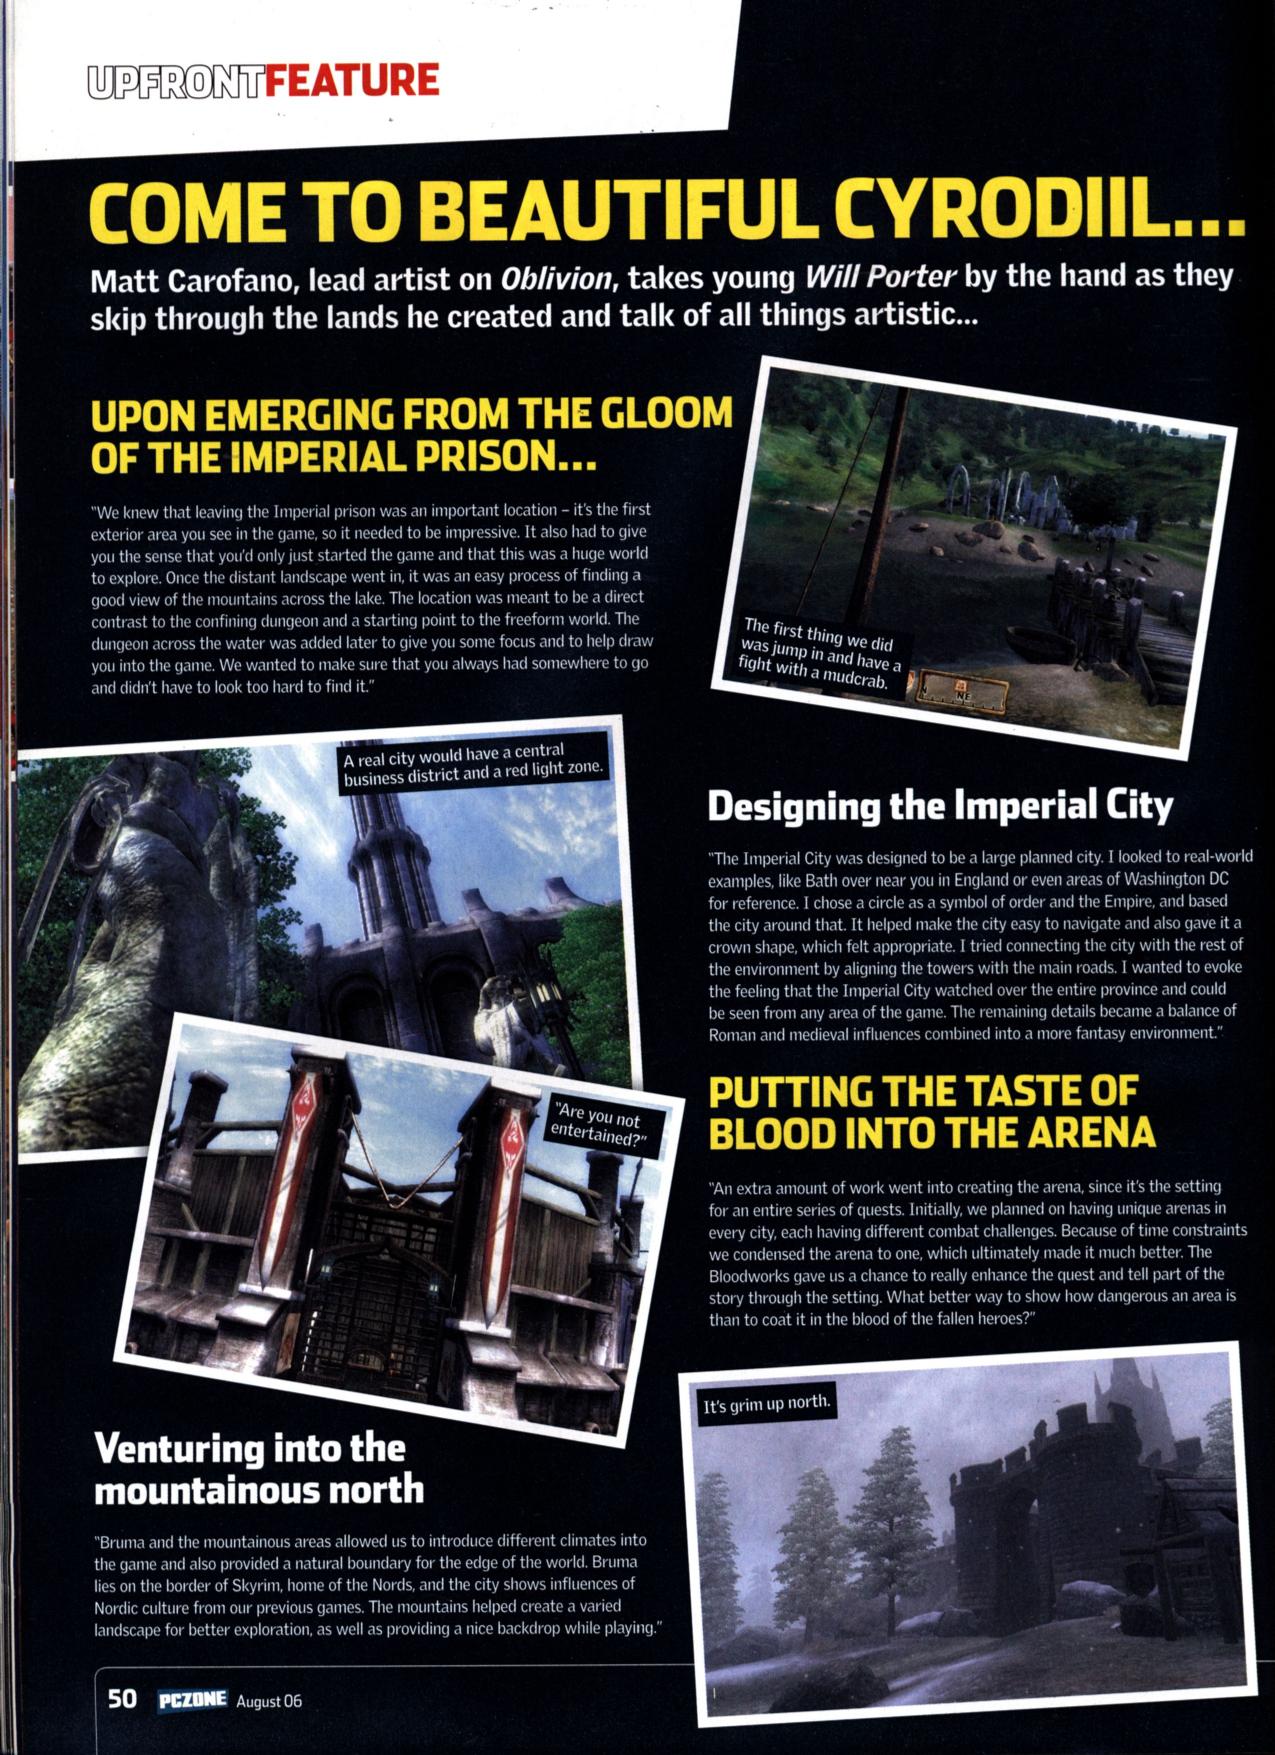 UPFRONTFEATURE
COME TO BEAUTIFUL CYRODIIL...
Matt Carofano, lead artist on Oblivion, takes young Will Porter by the hand as they
skip through the lands he created and talk of all things artistic...
UPON EMERGING FROM THE GLOOM
OF THE IMPERIAL PRISON...
"We knew that leaving the Imperial prison was an important location – it's the first
exterior area you see in the game, so it needed to be impressive. It also had to give
you the sense that you'd only just started the game and that this was a huge world
to explore. Once the distant landscape went in, it was an easy process of finding a
good view of the mountains across the lake. The location was meant to be a direct
contrast to the confining dungeon and a starting point to the freeform world. The
dungeon across the water was added later to give you some focus and to help draw
you into the game. We wanted to make sure that you always had somewhere to go
and didn't have to look too hard to find it."
The first thing we did
was jump in and have a
fight with a mudcrab.
N
NE
A real city would have a central
business district and a red light zone.
Designing the Imperial City
"The Imperial City was designed to be a large planned city. I looked to real-world
examples, like Bath over near you in England or even areas of Washington DC
for reference. I chose a circle as a symbol of order and the Empire, and based
the city around that. It helped make the city easy to navigate and also gave it a
crown shape, which felt appropriate. I tried connecting the city with the rest of
the environment by aligning the towers with the main roads. I wanted to evoke
the feeling that the Imperial City watched over the entire province and could
be seen from any area of the game. The remaining details became a balance of
Roman and medieval influences combined into a more fantasy environment."
"Are you not
entertained?"
PUTTING THE TASTE OF
BLOOD INTO THE ARENA
"An extra amount of work went into creating the arena, since it's the setting
for an entire series of quests. Initially, we planned on having unique arenas in
every city, each having different combat challenges. Because of time constraints
we condensed the arena to one, which ultimately made it much better. The
Bloodworks gave us a chance to really enhance the quest and tell part of the
story through the setting. What better way to show how dangerous an area is
than to coat it in the blood of the fallen heroes?"
It's grim up north.
Venturing into the
mountainous north
"Bruma and the mountainous areas allowed us to introduce different climates into
the game and also provided a natural boundary for the edge of the world. Bruma
lies on the border of Skyrim, home of the Nords, and the city shows influences of
Nordic culture from our previous games. The mountains helped create a varied
landscape for better exploration, as well as providing a nice backdrop while playing."
50 PCZONE August 06